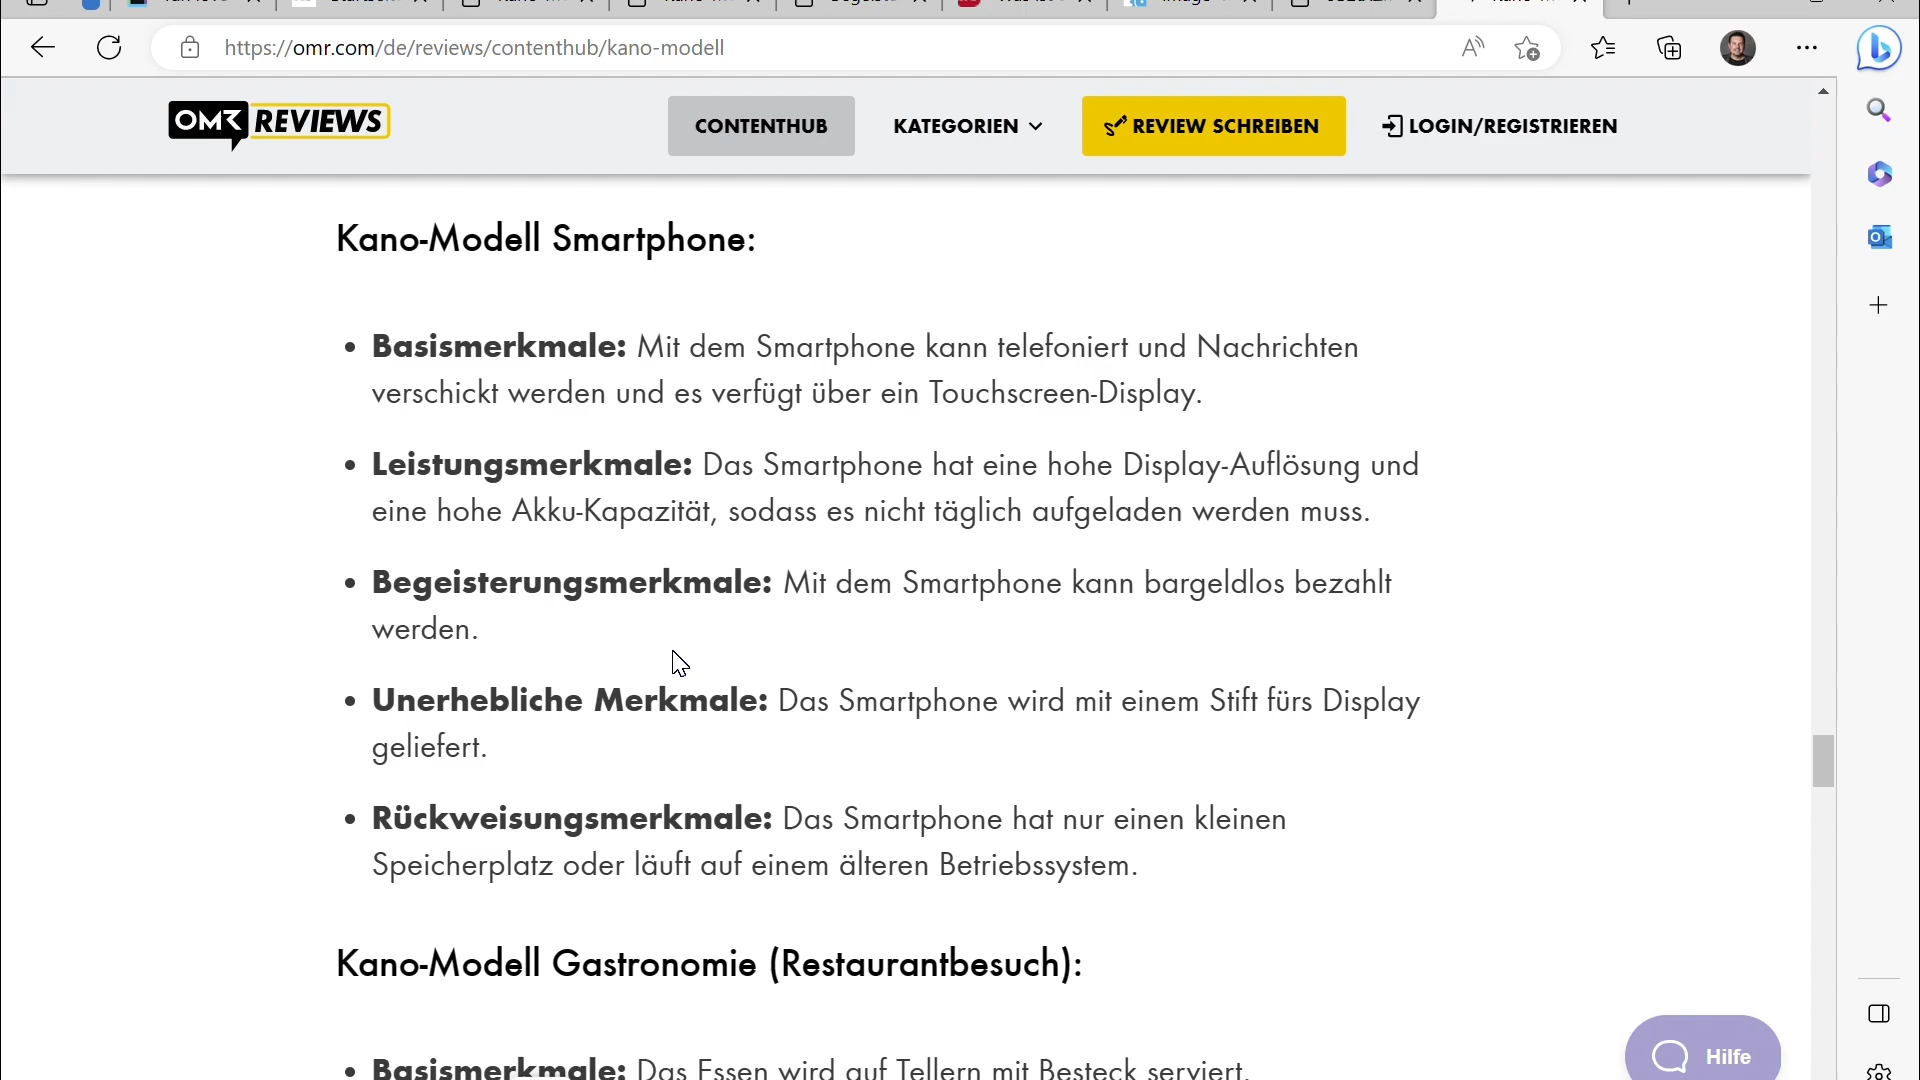 https://omr.com/de/reviews/contenthub/kano-modell
OMR REVIEWS
CONTENTHUB
KATEGORIEN
REVIEW SCHREIBEN
LOGIN/REGISTRIEREN
Kano-Modell Smartphone:
• Basismerkmale: Mit dem Smartphone kann telefoniert und Nachrichten
verschickt werden und es verfügt über ein Touchscreen-Display.
• Leistungsmerkmale: Das Smartphone hat eine hohe Display-Auflösung und
eine hohe Akku-Kapazität, sodass es nicht täglich aufgeladen werden muss.
• Begeisterungsmerkmale: Mit dem Smartphone kann bargeldlos bezahlt
werden.
• Unerhebliche Merkmale: Das Smartphone wird mit einem Stift fürs Display
geliefert.
• Rückweisungsmerkmale: Das Smartphone hat nur einen kleinen
Speicherplatz oder läuft auf einem älteren Betriebssystem.
Kano-Modell Gastronomie (Restaurantbesuch):
• Basismerkmale: Das Essen wird auf Tellern mit Besteck serviert.
Hilfe